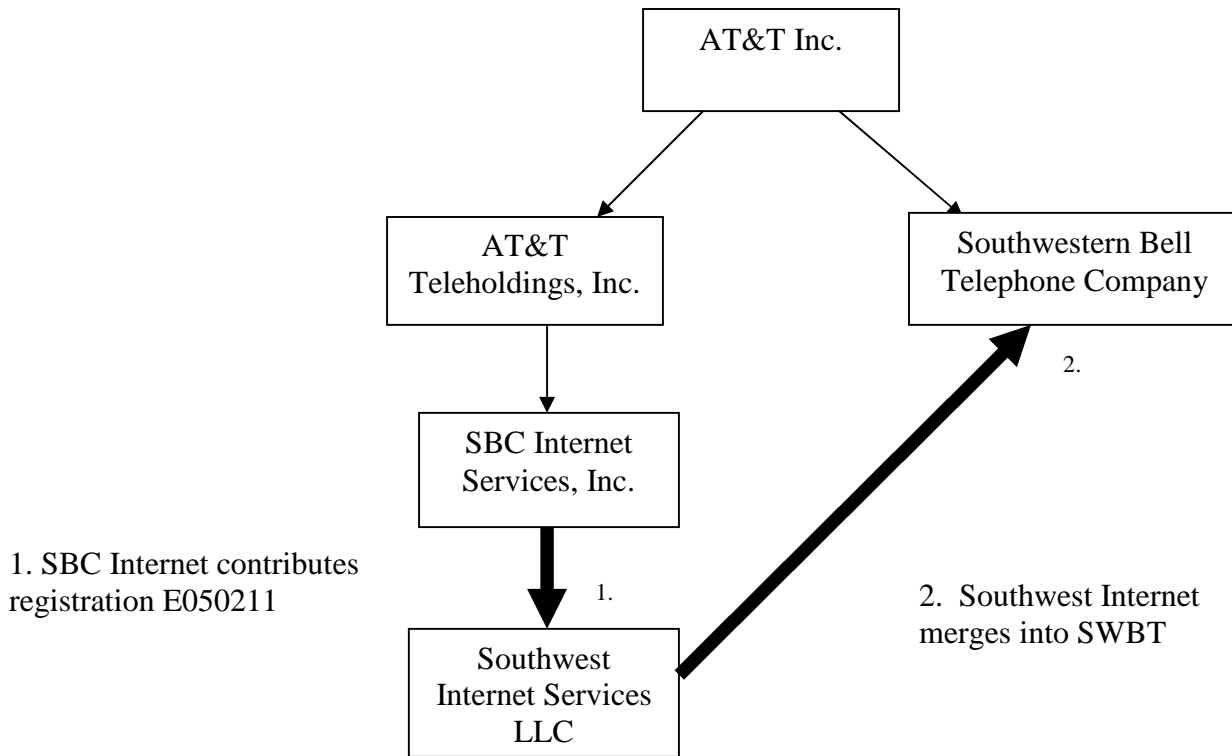 AT&T Inc.
AT&T
Teleholdings, Inc.
Southwestern Bell
Telephone Company
2.
SBC Internet
Services, Inc.
1. SBC Internet contributes
registration E050211
1.
2.  Southwest Internet
merges into SWBT
Southwest
Internet Services
LLC